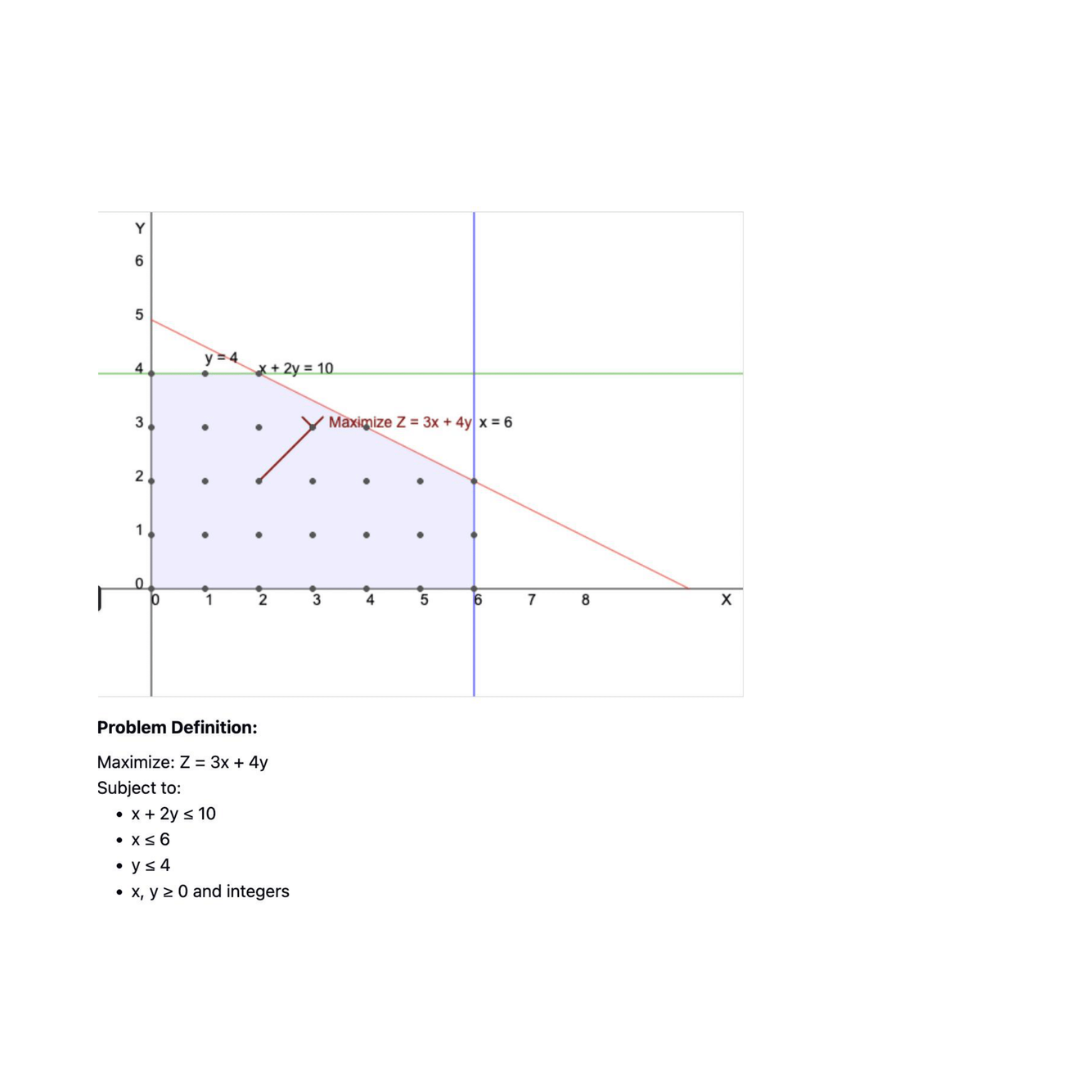 Y
6
5
y = 4
4
x + 2y = 10
3
Maximize Z = 3x + 4y
x = 6
2
1
0
0 1 2 3 4 5 6 7 8 X
Problem Definition:
Maximize: Z = 3x + 4y
Subject to:
• x + 2y ≤ 10
• x ≤ 6
• y ≤ 4
• x, y ≥ 0 and integers